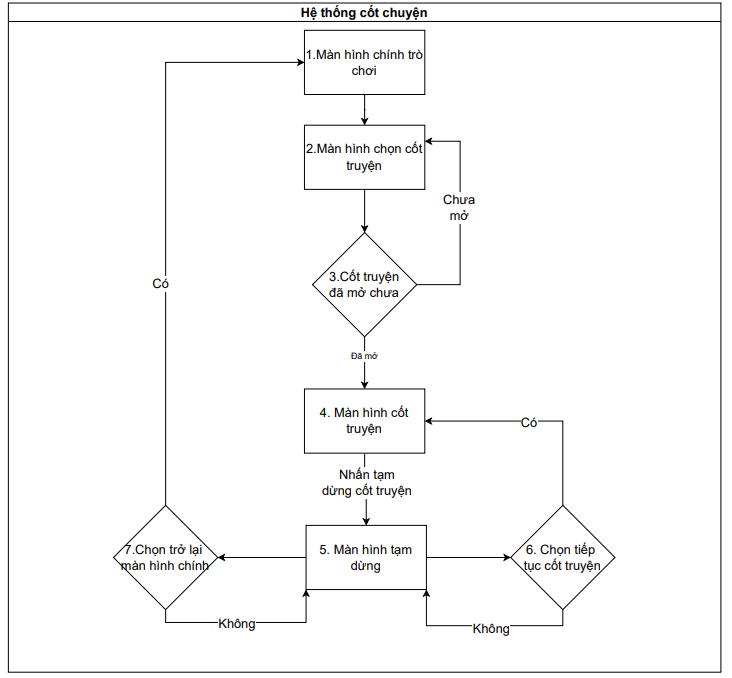 Hệ thống cốt chuyện
1.Màn hình chính trò
chơi
2.Màn hình chọn cốt
truyện
Chưa
mở
3.Cốt truyện
đã mở chưa
Có
Đã mở
4. Màn hình cốt
truyện
Có
Nhấn tạm
dừng cốt truyện
7.Chọn trở lại
màn hình chính
5. Màn hình tạm
dừng
6. Chọn tiếp
tục cốt truyện
Không
Không